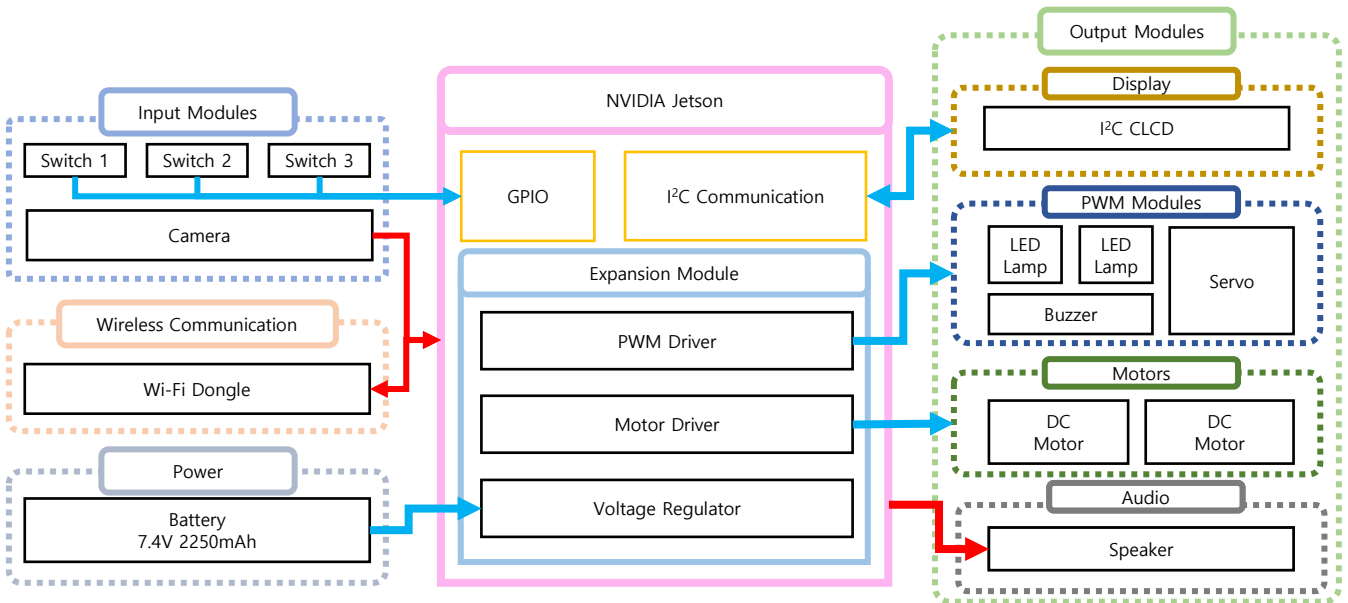 Input Modules
Switch 1
Switch 2
Switch 3
Camera
Wireless Communication
Wi-Fi Dongle
Power
Battery
7.4V 2250mAh
NVIDIA Jetson
GPIO
I²C Communication
Expansion Module
PWM Driver
Motor Driver
Voltage Regulator
Output Modules
Display
I²C CLCD
PWM Modules
LED
Lamp
LED
Lamp
Servo
Buzzer
Motors
DC
Motor
DC
Motor
Audio
Speaker